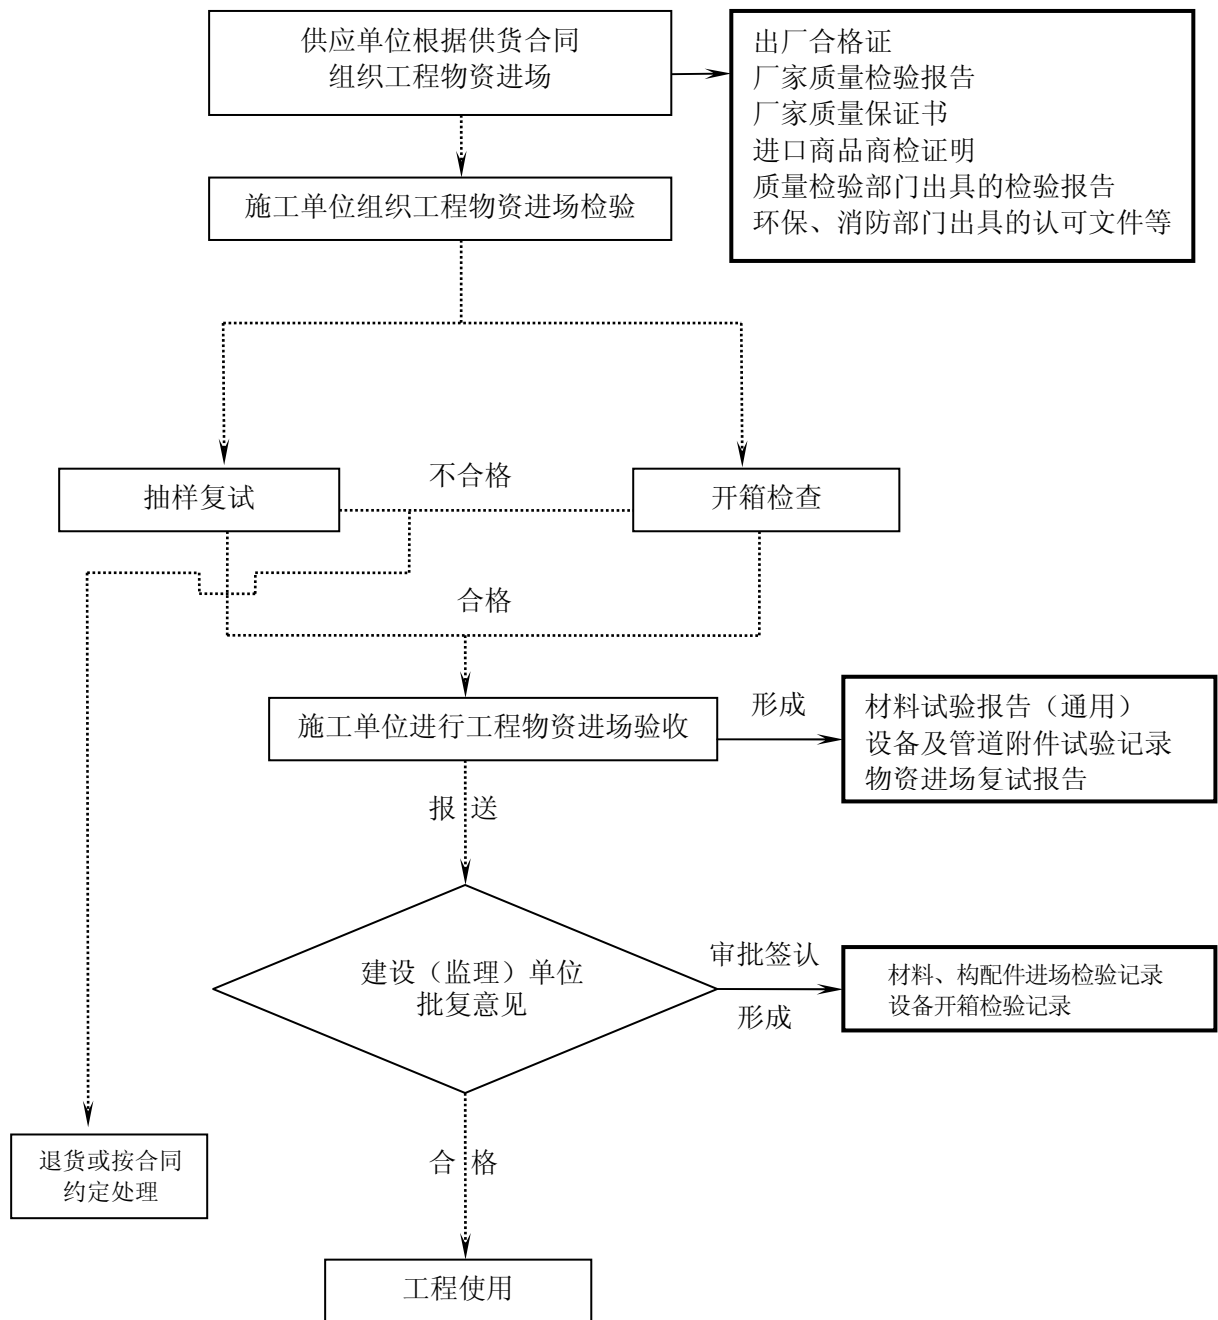 供应单位根据供货合同
组织工程物资进场
出厂合格证
厂家质量检验报告
厂家质量保证书
进口商品商检证明
质量检验部门出具的检验报告
环保、消防部门出具的认可文件等
施工单位组织工程物资进场检验
抽样复试
不合格
开箱检查
合格
施工单位进行工程物资进场验收
形成
材料试验报告（通用）
设备及管道附件试验记录
物资进场复试报告
报送
建设（监理）单位
批复意见
审批签认
形成
材料、构配件进场检验记录
设备开箱检验记录
退货或按合同
约定处理
合格
工程使用